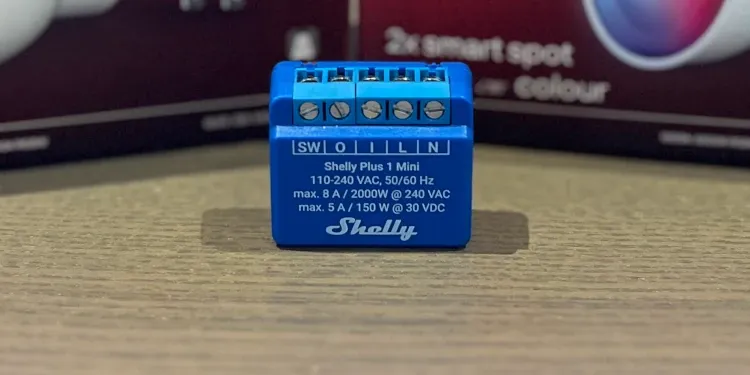 2x smart spot
colour
SW O I L N
Shelly Plus 1 Mini
110-240 VAC, 50/60 Hz
max. 8 A / 2000W @ 240 VAC
max. 5 A / 150 W @ 30 VDC
Shelly